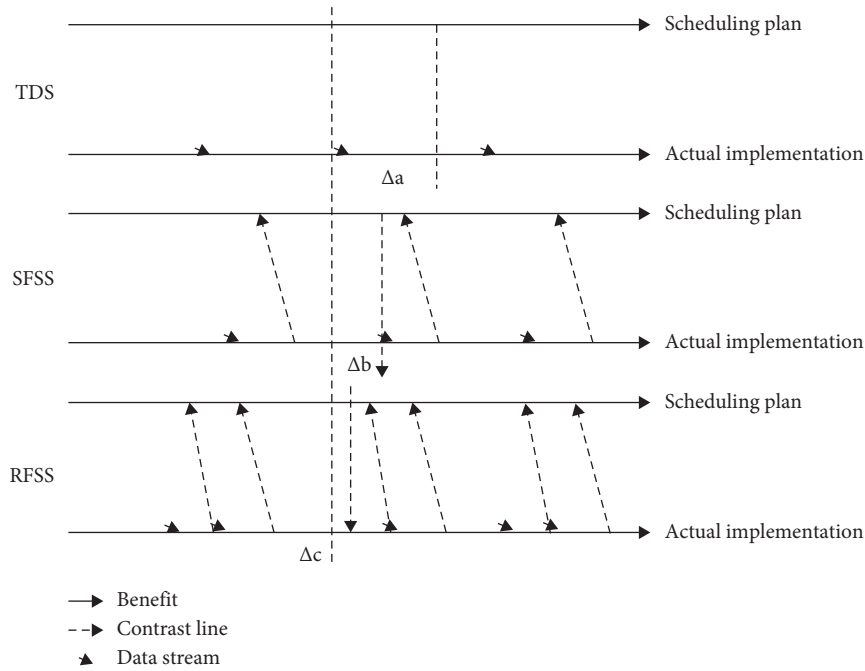 Scheduling plan
TDS
Actual implementation
Δa
Scheduling plan
SFSS
Actual implementation
Δb
Scheduling plan
RFSS
Actual implementation
Δc
Benefit
Contrast line
Data stream